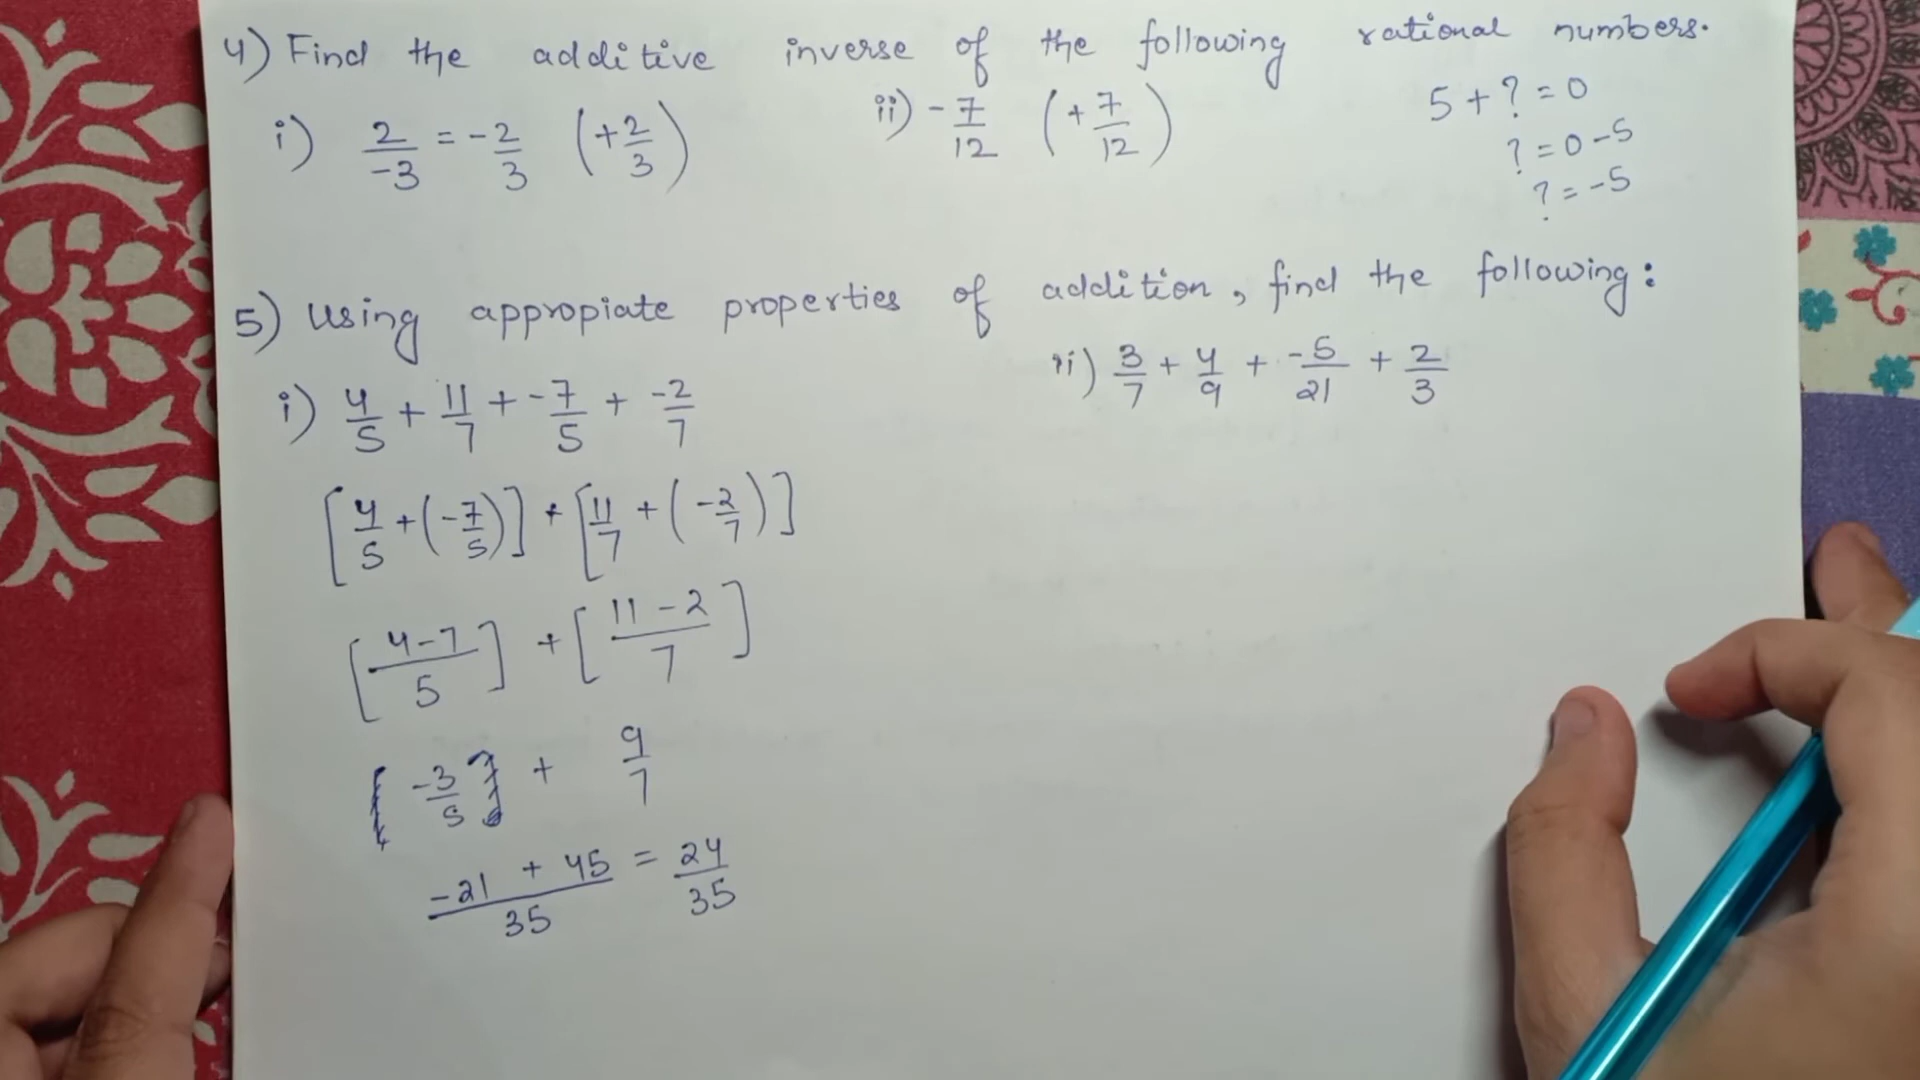 4) Find the additive inverse of the following rational numbers.
i) 2/-3 = -2/3 (+2/3)
ii) -7/12 (+7/12)
5 + ? = 0
? = 0 - 5
? = -5
5) Using appropiate properties of addition, find the following:
i) 4/5 + 11/7 + -7/5 + -2/7
[4/5 + (-7/5)] + [11/7 + (-2/7)]
[4-7/5] + [11-2/7]
[-3/5] + 9/7
-21 + 45/35 = 24/35
ii) 3/7 + 4/9 + -5/21 + 2/3